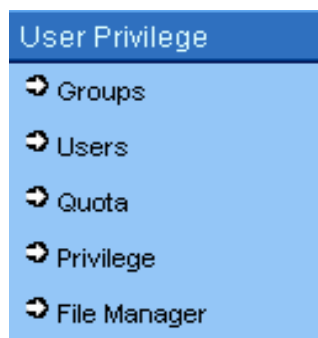 User Privilege
Groups
Users
Quota
Privilege
File Manager